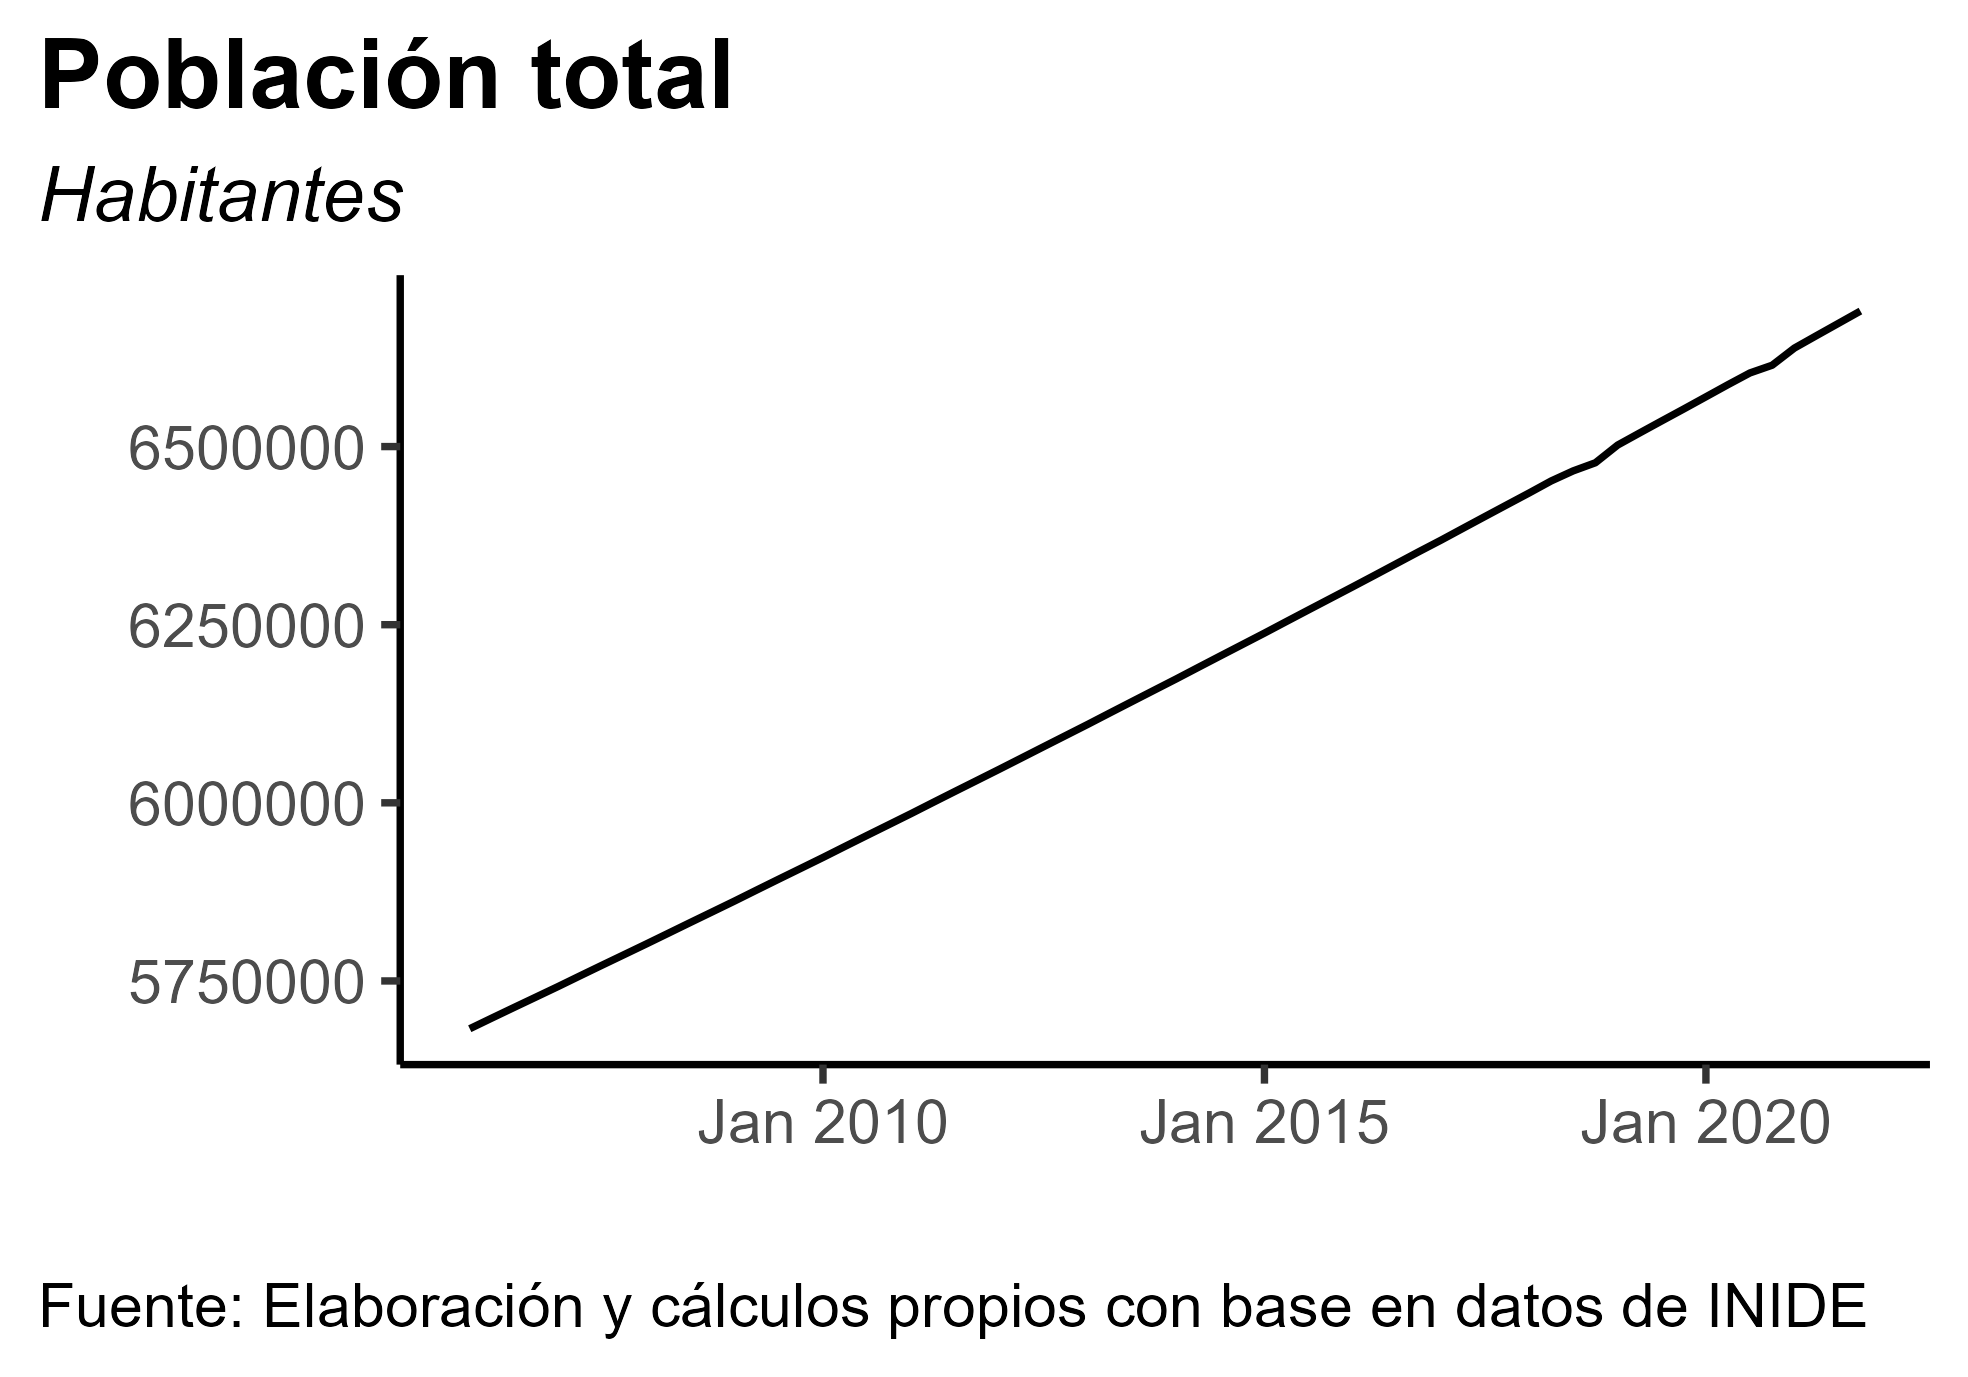 Población total
Habitantes
6500000
6250000
6000000
5750000
Jan 2010 Jan 2015 Jan 2020
Fuente: Elaboración y cálculos propios con base en datos de INIDE